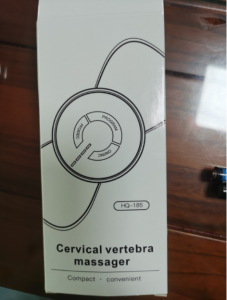 HQ-185
Cervical vertebra
massager
Compact · convenient